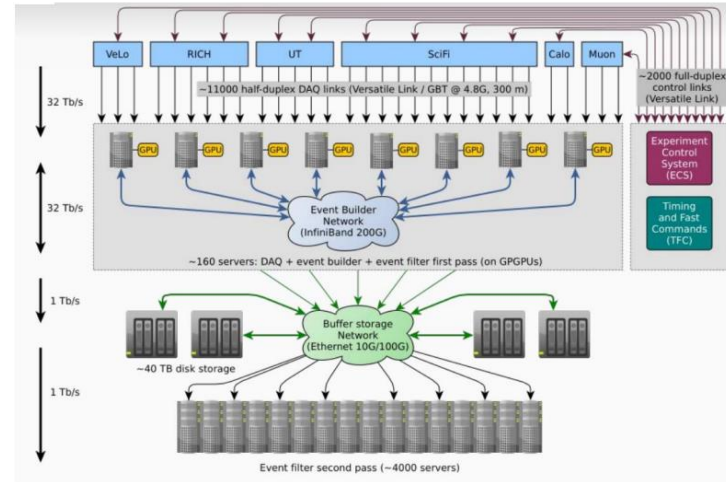 VeLo
RICH
UT
SciFi
Calo
Muon
~11000 half-duplex DAQ links (Versatile Link / GBT @ 4.8G, 300 m)
~2000 full-duplex
control links
(Versatile Link)
32 Tb/s
GPU
GPU
GPU
GPU
GPU
GPU
GPU
GPU
Experiment
Control
System
(ECS)
32 Tb/s
Event Builder
Network
(InfiniBand 200G)
Timing
and Fast
Commands
(TFC)
~160 servers: DAQ + event builder + event filter first pass (on GPGPUs)
1 Tb/s
Buffer storage
Network
(Ethernet 10G/100G)
~40 TB disk storage
1 Tb/s
Event filter second pass (~4000 servers)